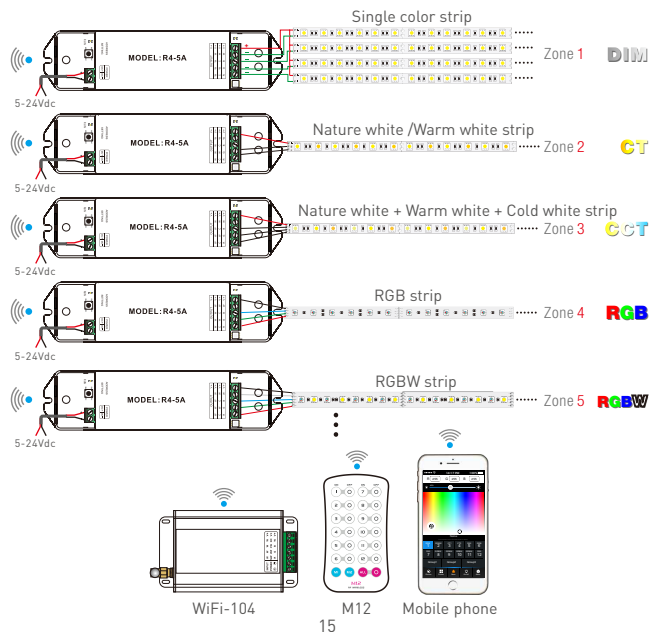 Single color strip
MODEL: R4-5A
Zone 1
DIM
5-24Vdc
Nature white /Warm white strip
MODEL: R4-5A
Zone 2
CT
5-24Vdc
Nature white + Warm white + Cold white strip
MODEL: R4-5A
Zone 3
CCT
5-24Vdc
RGB strip
MODEL: R4-5A
Zone 4
RGB
5-24Vdc
RGBW strip
MODEL: R4-5A
Zone 5
RGBW
5-24Vdc
M12
WiFi-104
M12
Mobile phone
15